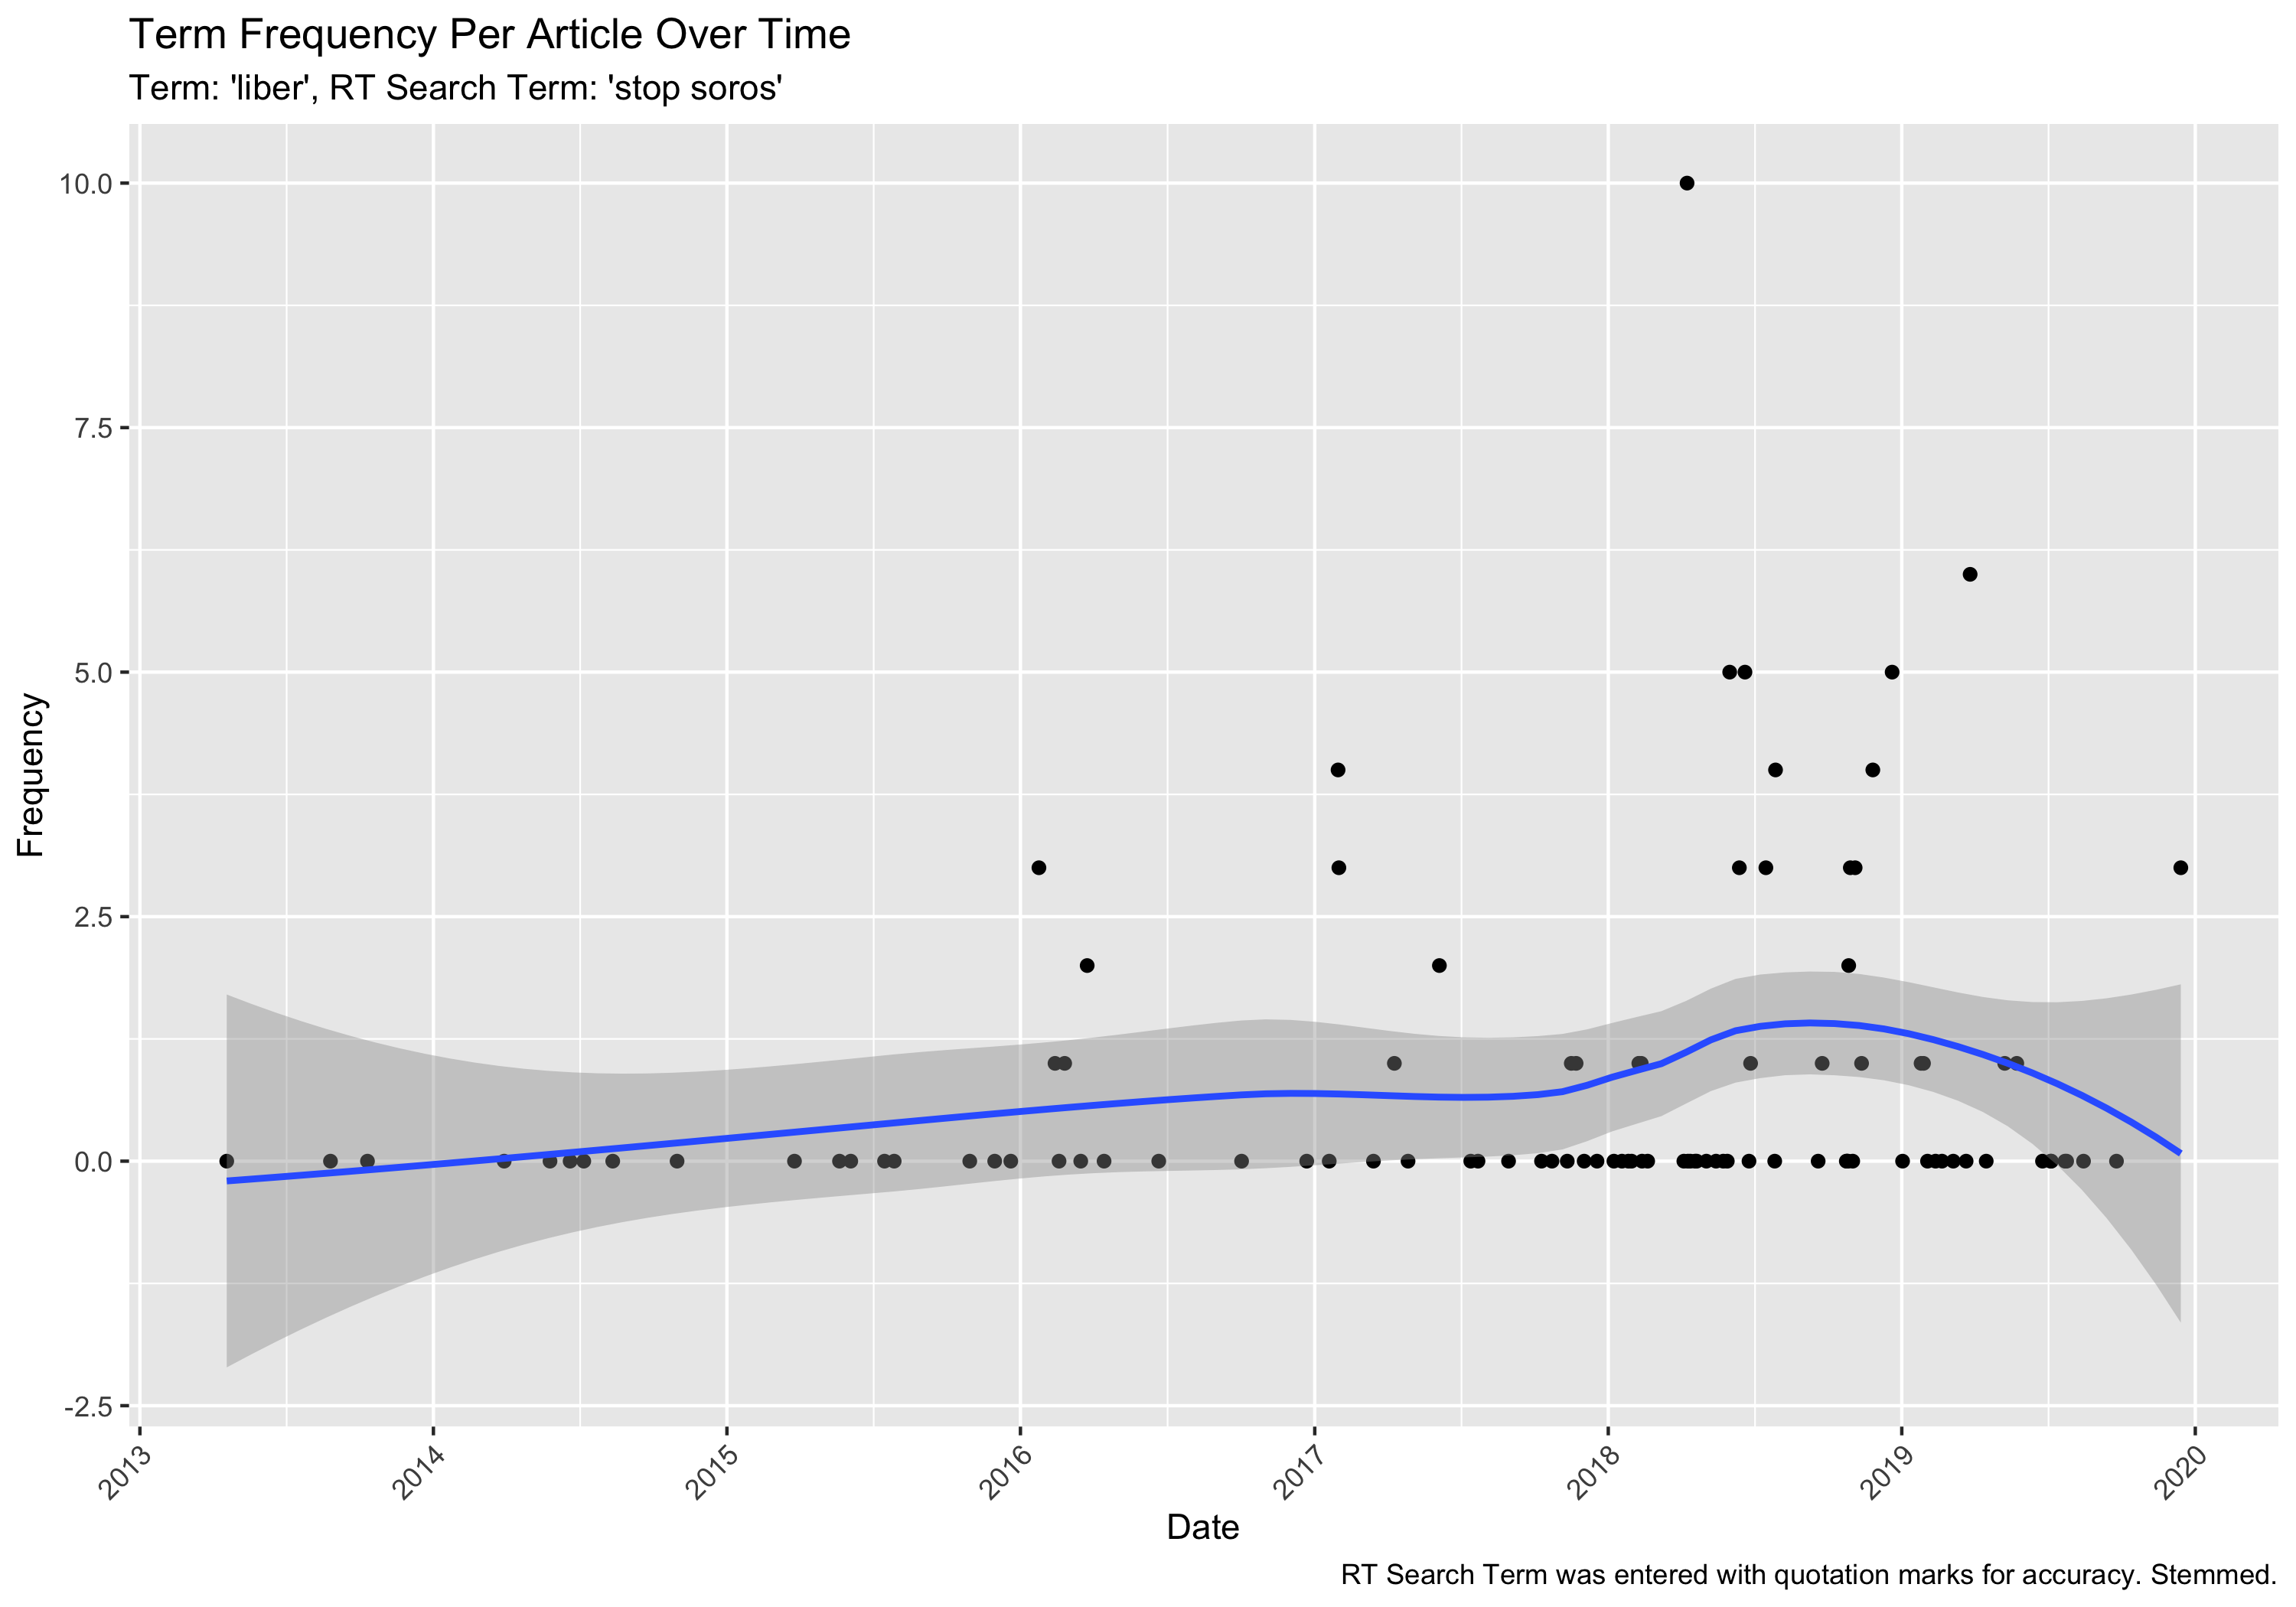 Term Frequency Per Article Over Time
Term: 'liber', RT Search Term: 'stop soros'
10.0
7.5
5.0
2.5
0.0
-2.5
Frequency
2013
2014
2015
2016
2017
2018
2019
2020
Date
RT Search Term was entered with quotation marks for accuracy. Stemmed.